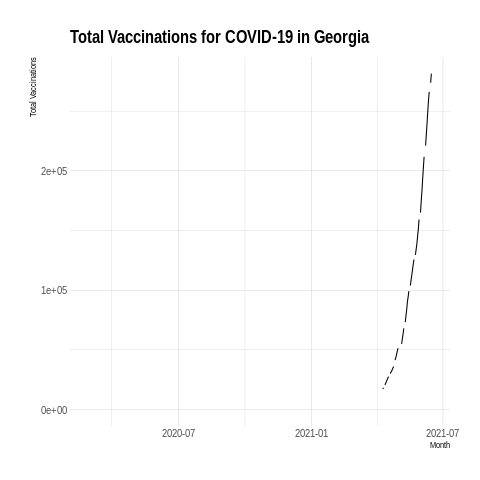 Total Vaccinations for COVID-19 in Georgia
Total Vaccinations
2e+05
1e+05
0e+00
2020-07 2021-01 2021-07
Month